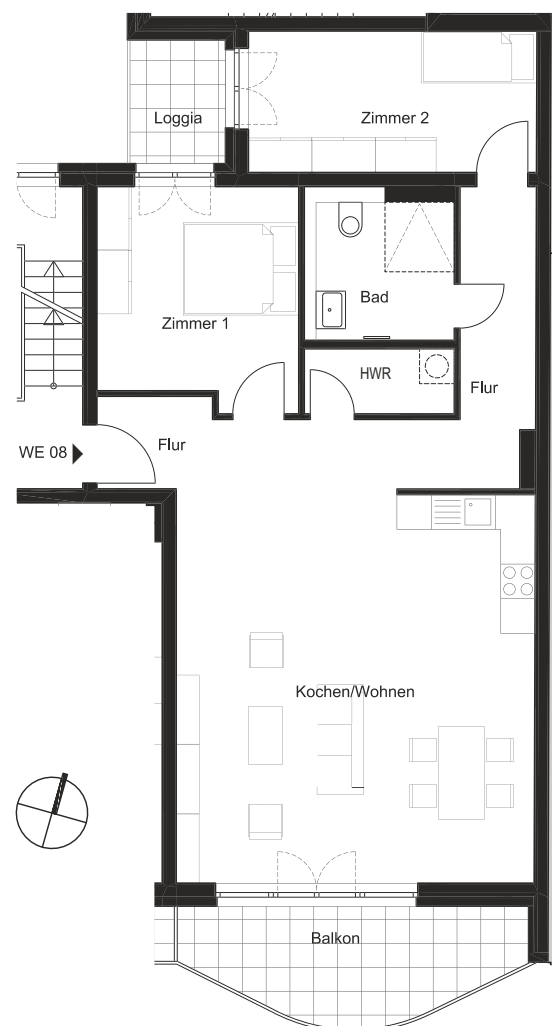 Loggia
Zimmer 2
Bad
Zimmer 1
HWR
Flur
Flur
WE 08
Kochen/Wohnen
Balkon